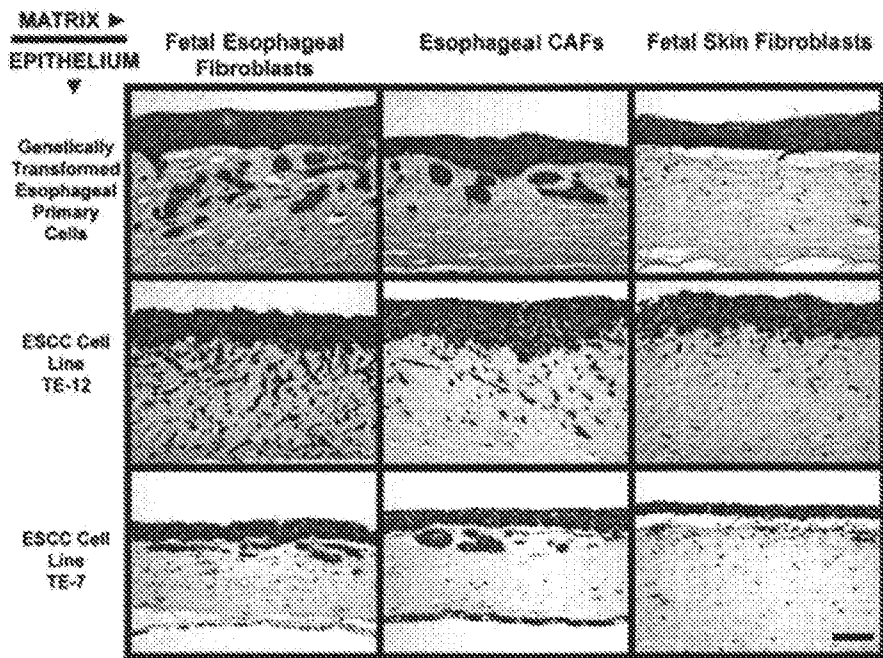 MATRIX ►
EPITHELIUM
▼
Fetal Esophageal
Fibroblasts
Esophageal CAFs
Fetal Skin Fibroblasts
Genetically
Transformed
Esophageal
Primary
Cells
ESCC Cell
Line
TE-12
ESCC Cell
Line
TE-7